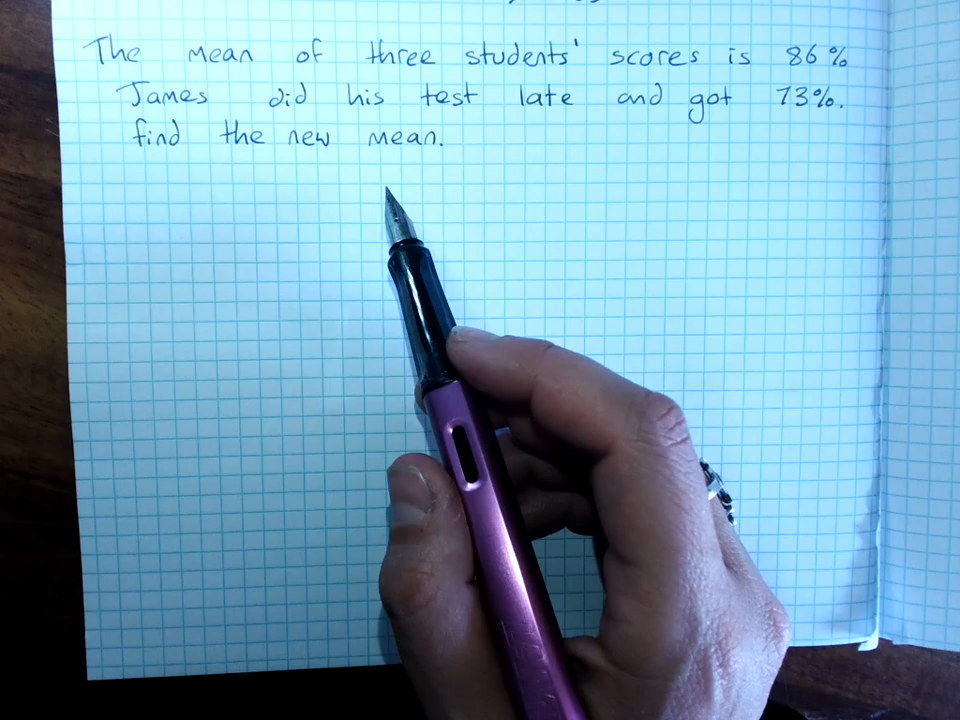 The mean of three students' scores is 86%
James did his test late and got 73%.
find the new mean.